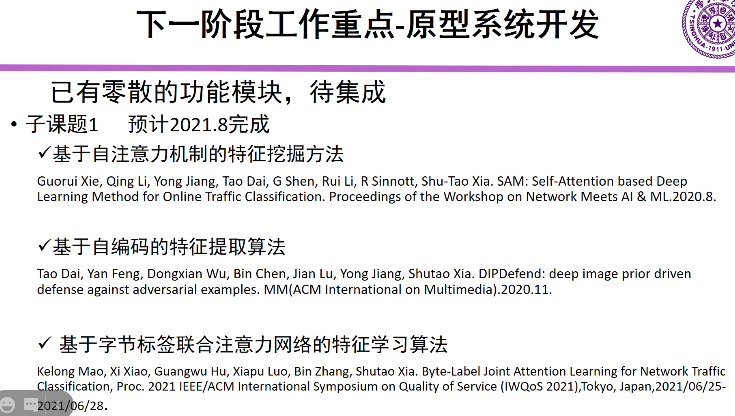 下一阶段工作重点-原型系统开发
已有零散的功能模块，待集成
• 子课题1 预计2021.8完成
✓基于自注意力机制的特征挖掘方法
Guorui Xie, Qing Li, Yong Jiang, Tao Dai, G Shen, Rui Li, R Sinnott, Shu-Tao Xia. SAM: Self-Attention based Deep
Learning Method for Online Traffic Classification. Proceedings of the Workshop on Network Meets AI & ML.2020.8.
✓基于自编码的特征提取算法
Tao Dai, Yan Feng, Dongxian Wu, Bin Chen, Jian Lu, Yong Jiang, Shutao Xia. DIPDefend: deep image prior driven
defense against adversarial examples. MM(ACM International on Multimedia).2020.11.
✓ 基于字节标签联合注意力网络的特征学习算法
Kelong Mao, Xi Xiao, Guangwu Hu, Xiapu Luo, Bin Zhang, Shutao Xia. Byte-Label Joint Attention Learning for Network Traffic
Classification, Proc. 2021 IEEE/ACM International Symposium on Quality of Service (IWQoS 2021),Tokyo, Japan,2021/06/25-
2021/06/28.